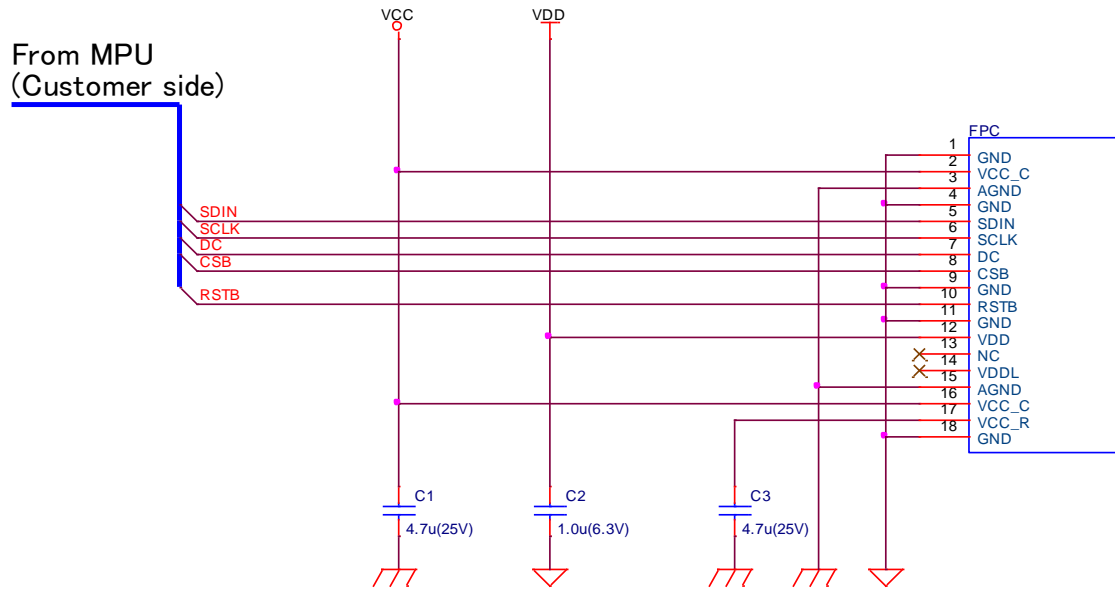 VCC
VDD
From MPU
(Customer side)
FPC
1
GND
2
VCC_C
3
AGND
4
GND
5
SDIN
SDIN
6
SCLK
SCLK
7
DC
DC
8
CSB
CSB
9
GND
10
RSTB
RSTB
11
GND
12
VDD
13
NC
14
VDDL
15
AGND
16
VCC_C
17
VCC_R
18
GND
C1
4.7u(25V)
C2
1.0u(6.3V)
C3
4.7u(25V)